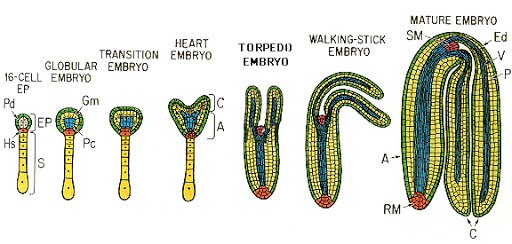 16-CELL
EP
GLOBULAR
EMBRYO
TRANSITION
EMBRYO
HEART
EMBRYO
TORPEDO
EMBRYO
WALKING-STICK
EMBRYO
MATURE EMBRYO
Pd
EP
Hs
S
Gm
Pc
C
A
SM
Ed
V
P
A
RM
C